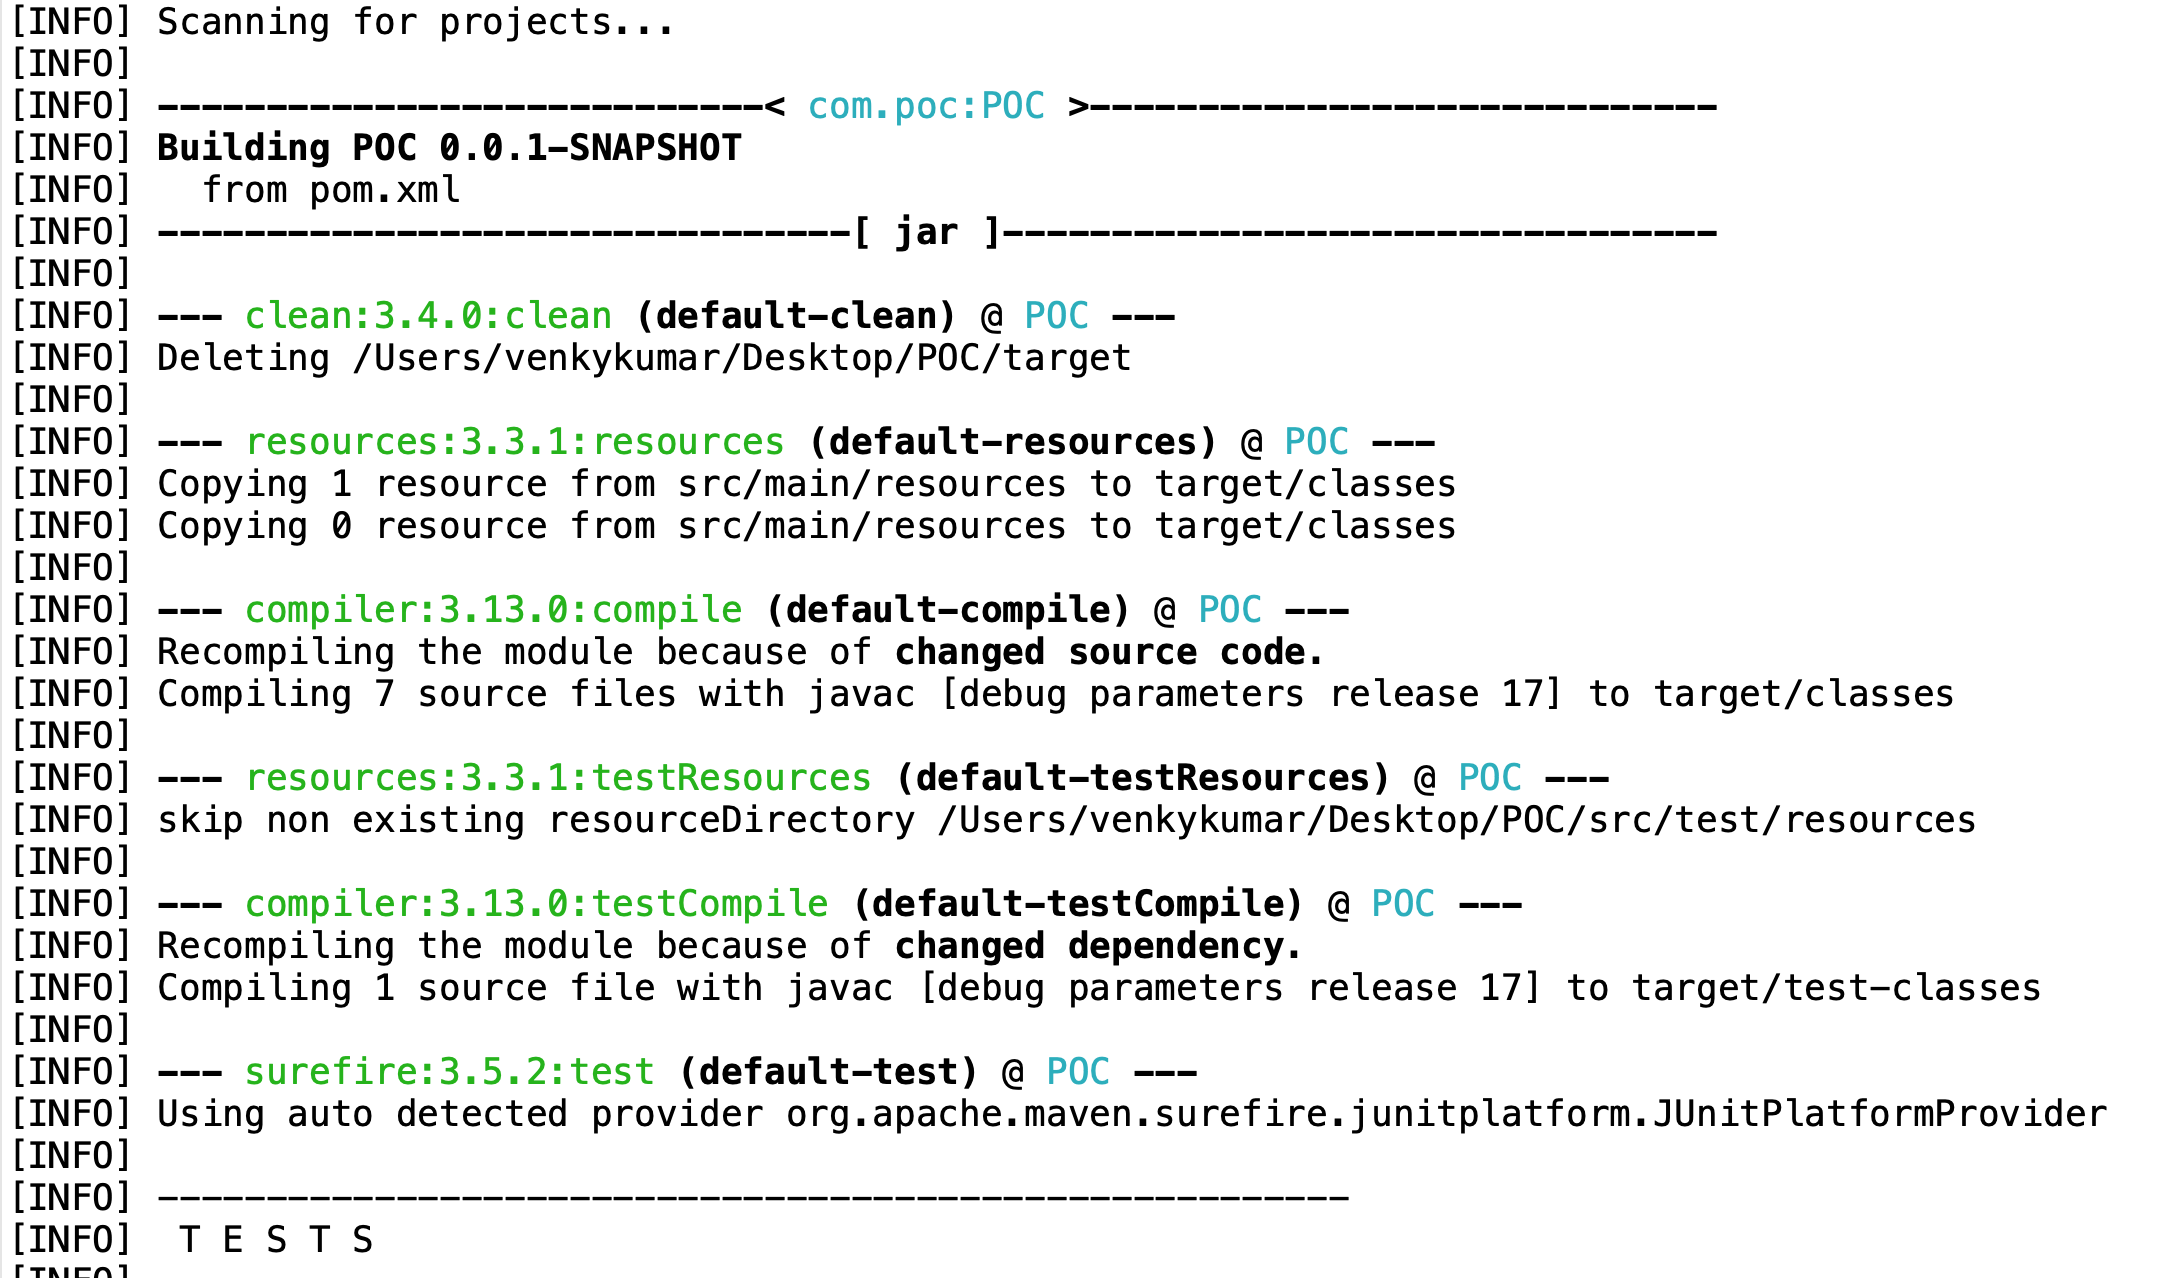 [INFO] Scanning for projects...
[INFO]
[INFO] ----------------------------< com.poc:POC >-----------------------------
[INFO] Building POC 0.0.1-SNAPSHOT
[INFO]   from pom.xml
[INFO] --------------------------------[ jar ]---------------------------------
[INFO]
[INFO] --- clean:3.4.0:clean (default-clean) @ POC ---
[INFO] Deleting /Users/venkykumar/Desktop/POC/target
[INFO]
[INFO] --- resources:3.3.1:resources (default-resources) @ POC ---
[INFO] Copying 1 resource from src/main/resources to target/classes
[INFO] Copying 0 resource from src/main/resources to target/classes
[INFO]
[INFO] --- compiler:3.13.0:compile (default-compile) @ POC ---
[INFO] Recompiling the module because of changed source code.
[INFO] Compiling 7 source files with javac [debug parameters release 17] to target/classes
[INFO]
[INFO] --- resources:3.3.1:testResources (default-testResources) @ POC ---
[INFO] skip non existing resourceDirectory /Users/venkykumar/Desktop/POC/src/test/resources
[INFO]
[INFO] --- compiler:3.13.0:testCompile (default-testCompile) @ POC ---
[INFO] Recompiling the module because of changed dependency.
[INFO] Compiling 1 source file with javac [debug parameters release 17] to target/test-classes
[INFO]
[INFO] --- surefire:3.5.2:test (default-test) @ POC ---
[INFO] Using auto detected provider org.apache.maven.surefire.junitplatform.JUnitPlatformProvider
[INFO]
[INFO] -------------------------------------------------------
[INFO]  T E S T S
[INFO]